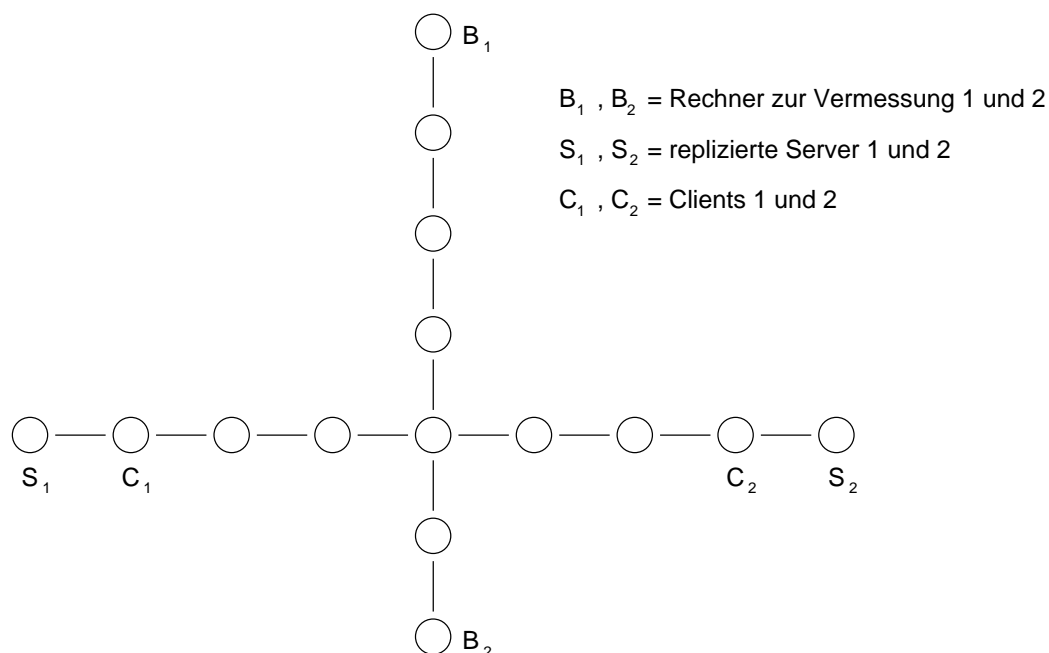 B₁
B₁ , B₂ = Rechner zur Vermessung 1 und 2
S₁ , S₂ = replizierte Server 1 und 2
C₁ , C₂ = Clients 1 und 2
S₁ C₁ C₂ S₂
B₂